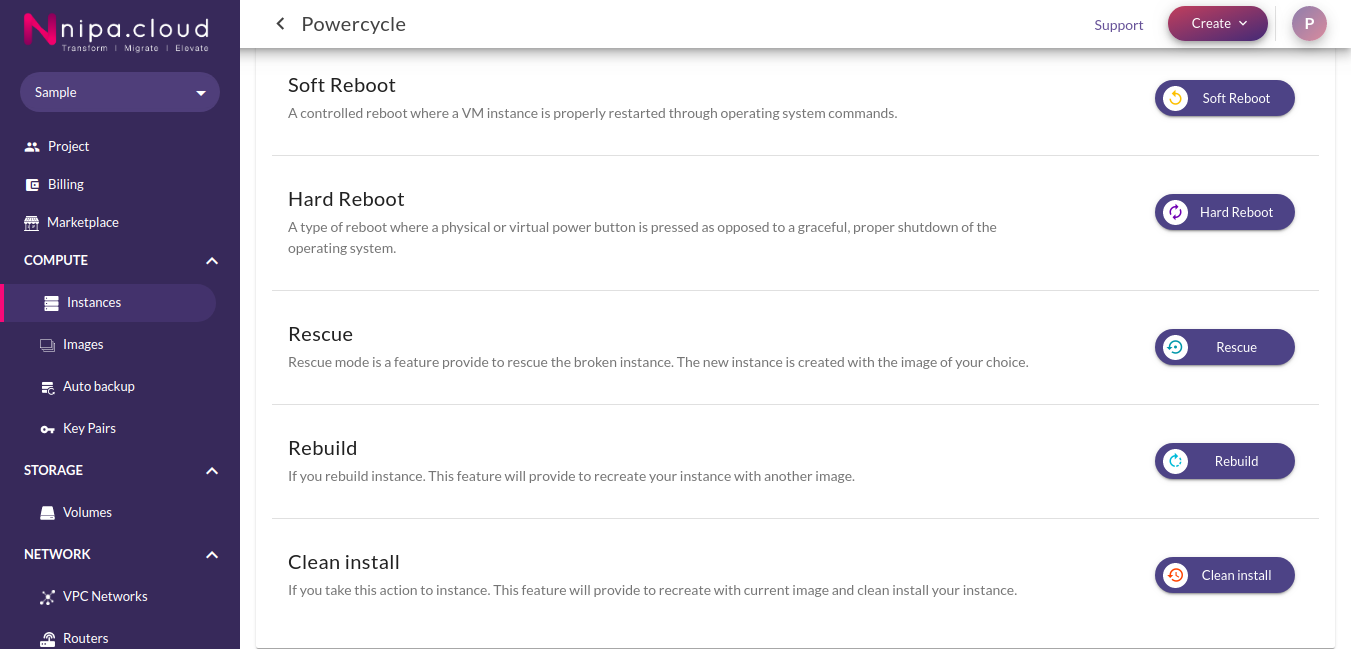 nipa.cloud
Transform | Migrate | Elevate
Sample
Project
Billing
Marketplace
COMPUTE
Instances
Images
Auto backup
Key Pairs
STORAGE
Volumes
NETWORK
VPC Networks
Routers
Powercycle
Support
Create
P
Soft Reboot
A controlled reboot where a VM instance is properly restarted through operating system commands.
Soft Reboot
Hard Reboot
A type of reboot where a physical or virtual power button is pressed as opposed to a graceful, proper shutdown of the
operating system.
Hard Reboot
Rescue
Rescue mode is a feature provide to rescue the broken instance. The new instance is created with the image of your choice.
Rescue
Rebuild
If you rebuild instance. This feature will provide to recreate your instance with another image.
Rebuild
Clean install
If you take this action to instance. This feature will provide to recreate with current image and clean install your instance.
Clean install